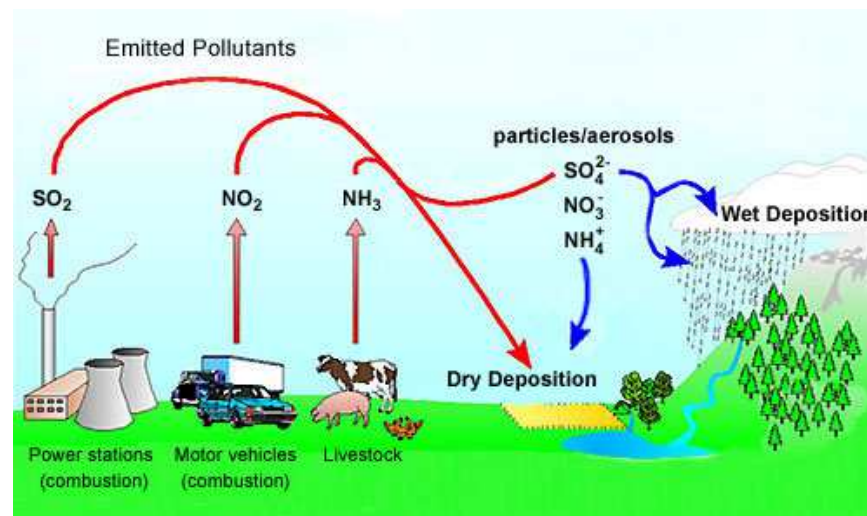 Emitted Pollutants
particles/aerosols
SO₂
NO₂
NH₃
SO₄²⁻
NO₃⁻
NH₄⁺
Wet Deposition
Dry Deposition
Power stations
(combustion)
Motor vehicles
(combustion)
Livestock